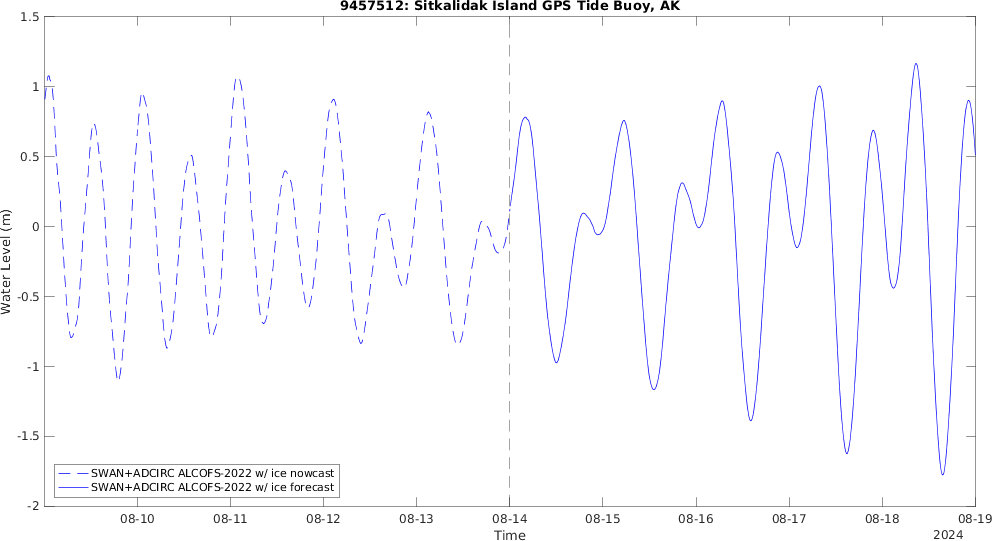 9457512: Sitkalidak Island GPS Tide Buoy, AK
1.5
1
0.5
0
-0.5
-1
-1.5
-2
Water Level (m)
SWAN+ADCIRC ALCOFS-2022 w/ ice nowcast
SWAN+ADCIRC ALCOFS-2022 w/ ice forecast
08-10 08-11 08-12 08-13 08-14 08-15 08-16 08-17 08-18 08-19
Time
2024